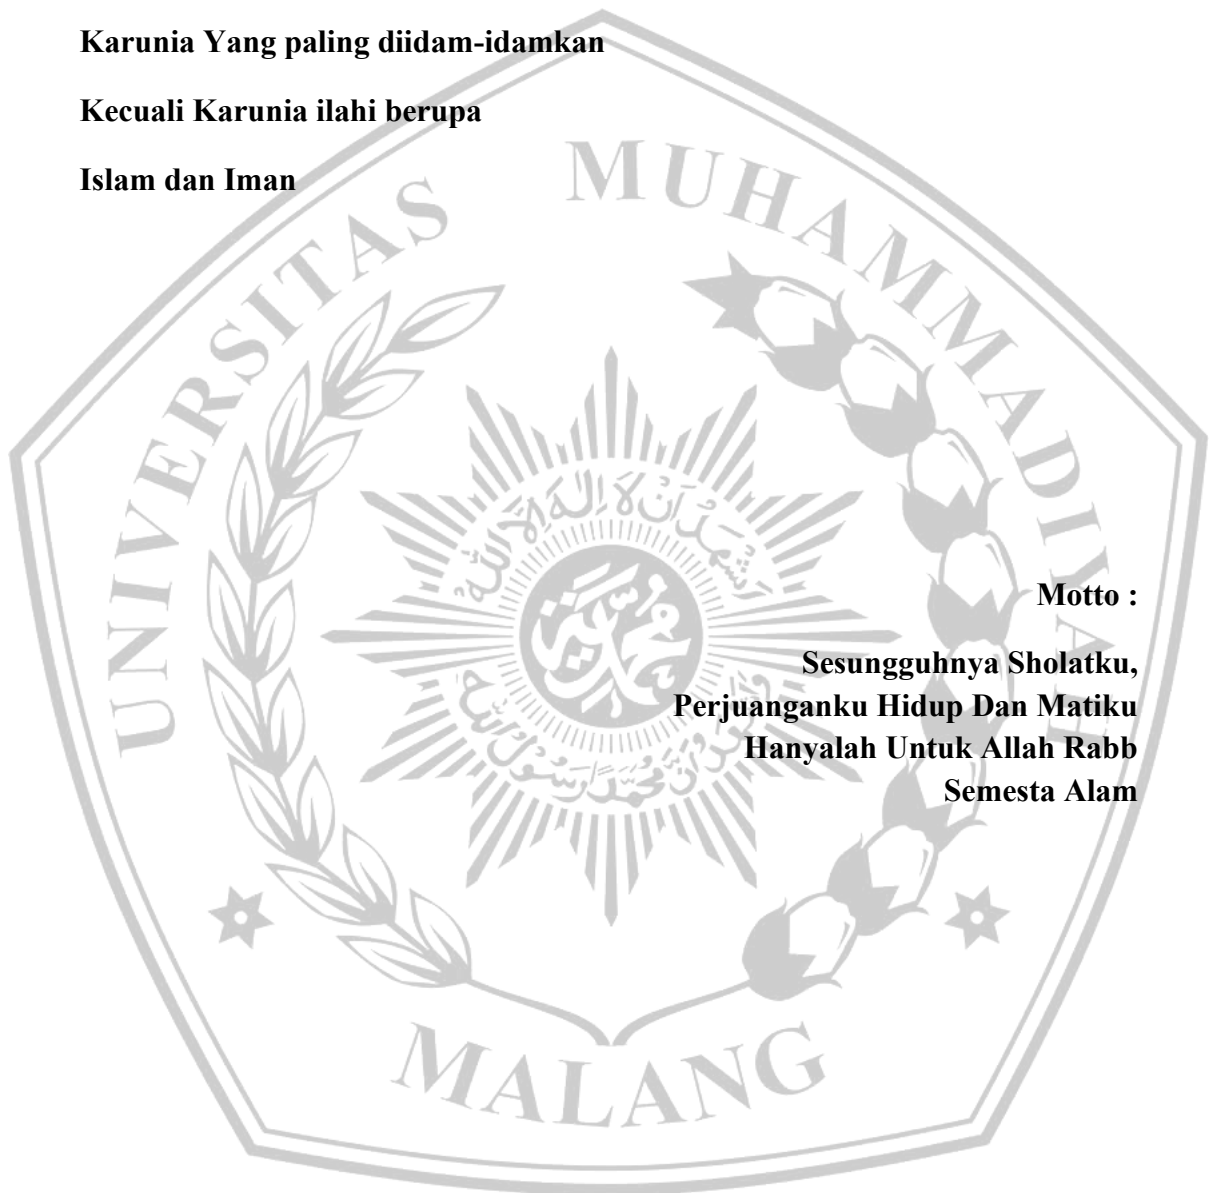 Karunia Yang paling diidam-idamkan
Kecuali Karunia ilahi berupa
Islam dan Iman
UNIVERSITAS MUHAMMADIYAH
Motto :
Sesungguhnya Sholatku,
Perjuanganku Hidup Dan Matiku
Hanyalah Untuk Allah Rabb
Semesta Alam
MALANG